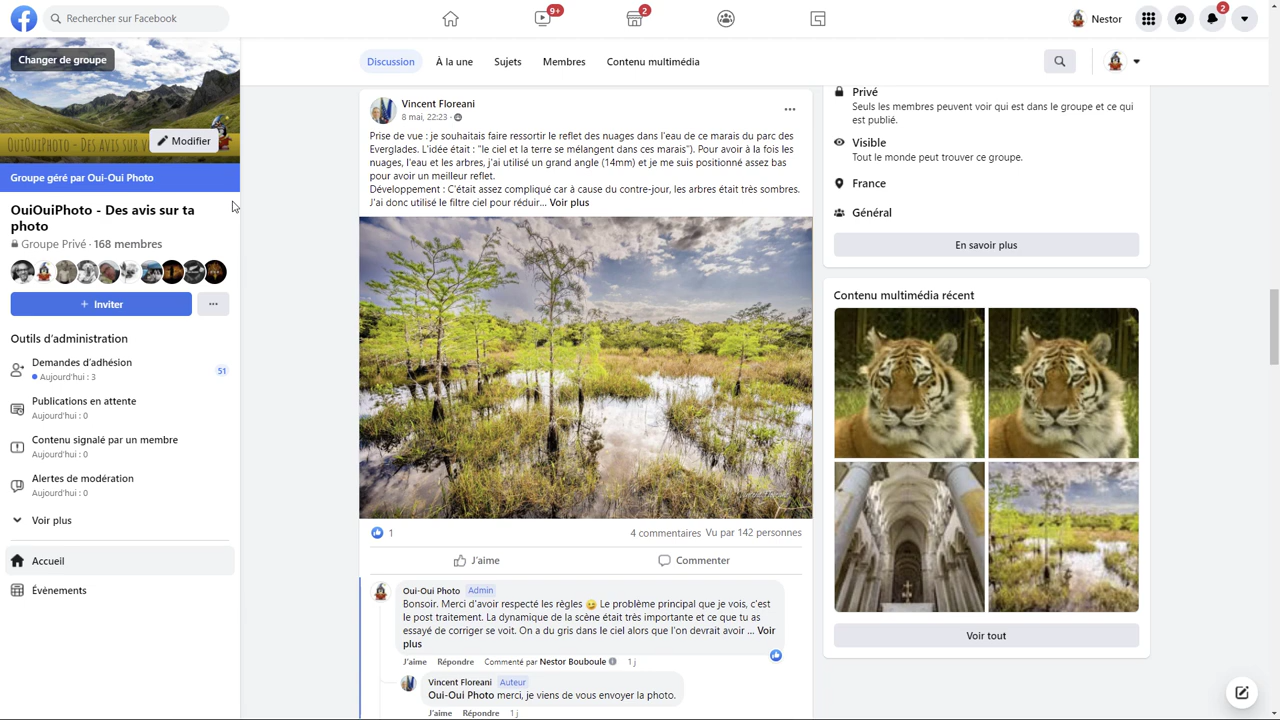 Rechercher sur Facebook
9+
2
Nestor
2
Changer de groupe
OUIOUIPHOTO - DES AVIS SUR
Modifier
Groupe géré par Oui-Oui Photo
OuiOuiPhoto - Des avis sur ta
photo
Groupe Privé · 168 membres
+ Inviter
Outils d'administration
Demandes d'adhésion
Aujourd'hui : 3
51
Publications en attente
Aujourd'hui : 0
Contenu signalé par un membre
Aujourd'hui : 0
Alertes de modération
Aujourd'hui : 0
Voir plus
Accueil
Événements
Discussion
À la une
Sujets
Membres
Contenu multimédia
Vincent Floreani
8 mai, 22:23 ·
Prise de vue : je souhaitais faire ressortir le reflet des nuages dans l'eau de ce marais du parc des
Everglades. L'idée était : "le ciel et la terre se mélangent dans ces marais"). Pour avoir à la fois les
nuages, l'eau et les arbres, j'ai utilisé un grand angle (14mm) et je me suis positionné assez bas
pour avoir un meilleur reflet.
Développement : C'était assez compliqué car à cause du contre-jour, les arbres était très sombres.
J'ai donc utilisé le filtre ciel pour réduir... Voir plus
1
4 commentaires Vu par 142 personnes
J'aime
Commenter
Oui-Oui Photo Admin
Bonsoir. Merci d'avoir respecté les règles 😉 Le problème principal que je vois, c'est
le post traitement. La dynamique de la scène était très importante et ce que tu as
essayé de corriger se voit. On a du gris dans le ciel alors que l'on devrait avoir ... Voir
plus
J'aime Répondre Commenté par Nestor Bouboule 1 j
Vincent Floreani Auteur
Oui-Oui Photo merci, je viens de vous envoyer la photo.
J'aime Répondre 1 j
Privé
Seuls les membres peuvent voir qui est dans le groupe et ce qui
est publié.
Visible
Tout le monde peut trouver ce groupe.
France
Général
En savoir plus
Contenu multimédia récent
Voir tout